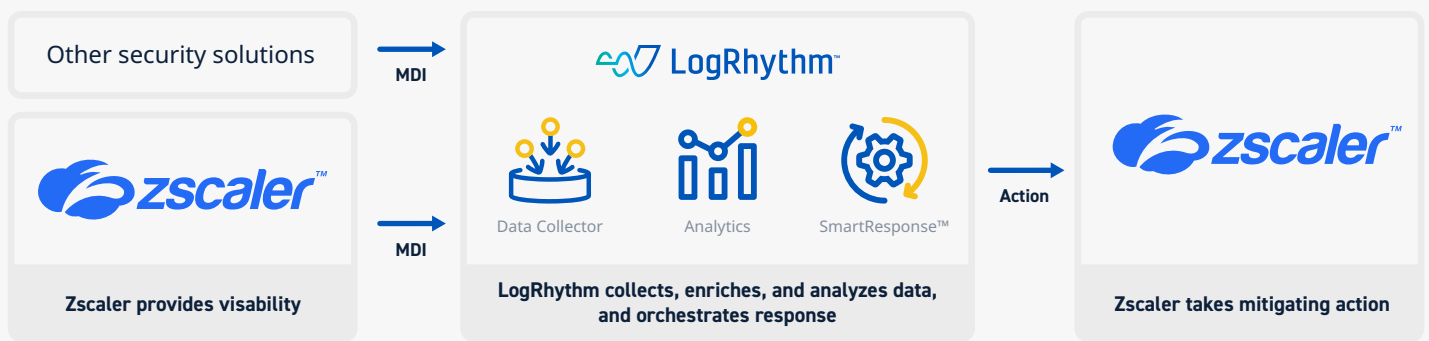 Other security solutions
MDI
zscaler™
Zscaler provides visability
MDI
LogRhythm™
Data Collector
Analytics
SmartResponse™
LogRhythm collects, enriches, and analyzes data,
and orchestrates response
Action
zscaler™
Zscaler takes mitigating action